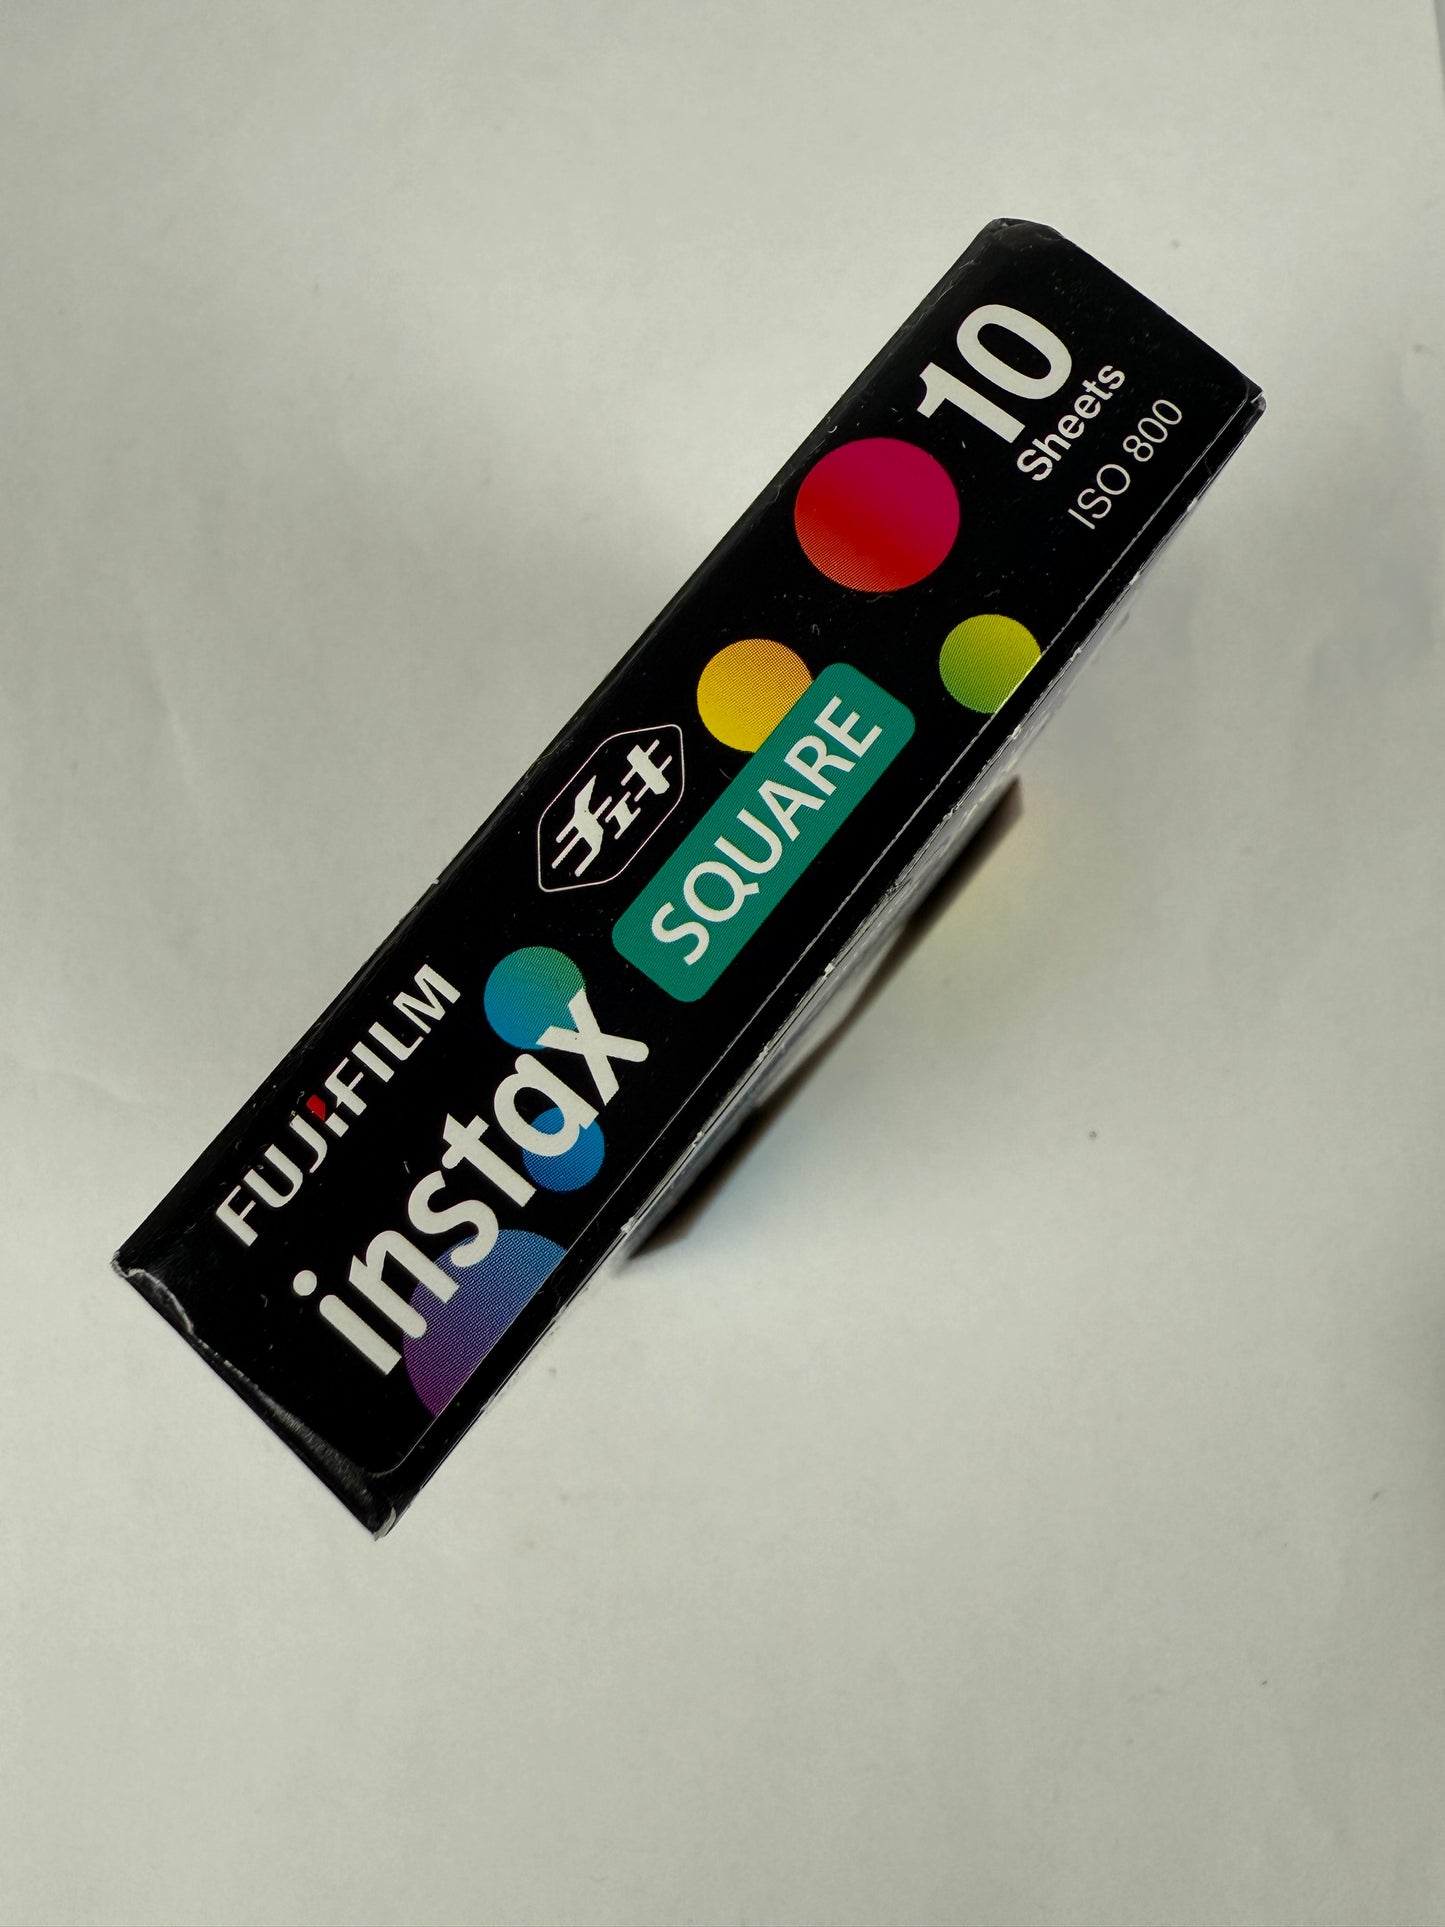 FUJIFILM
instax
チェキ
SQUARE
10
Sheets
ISO 800